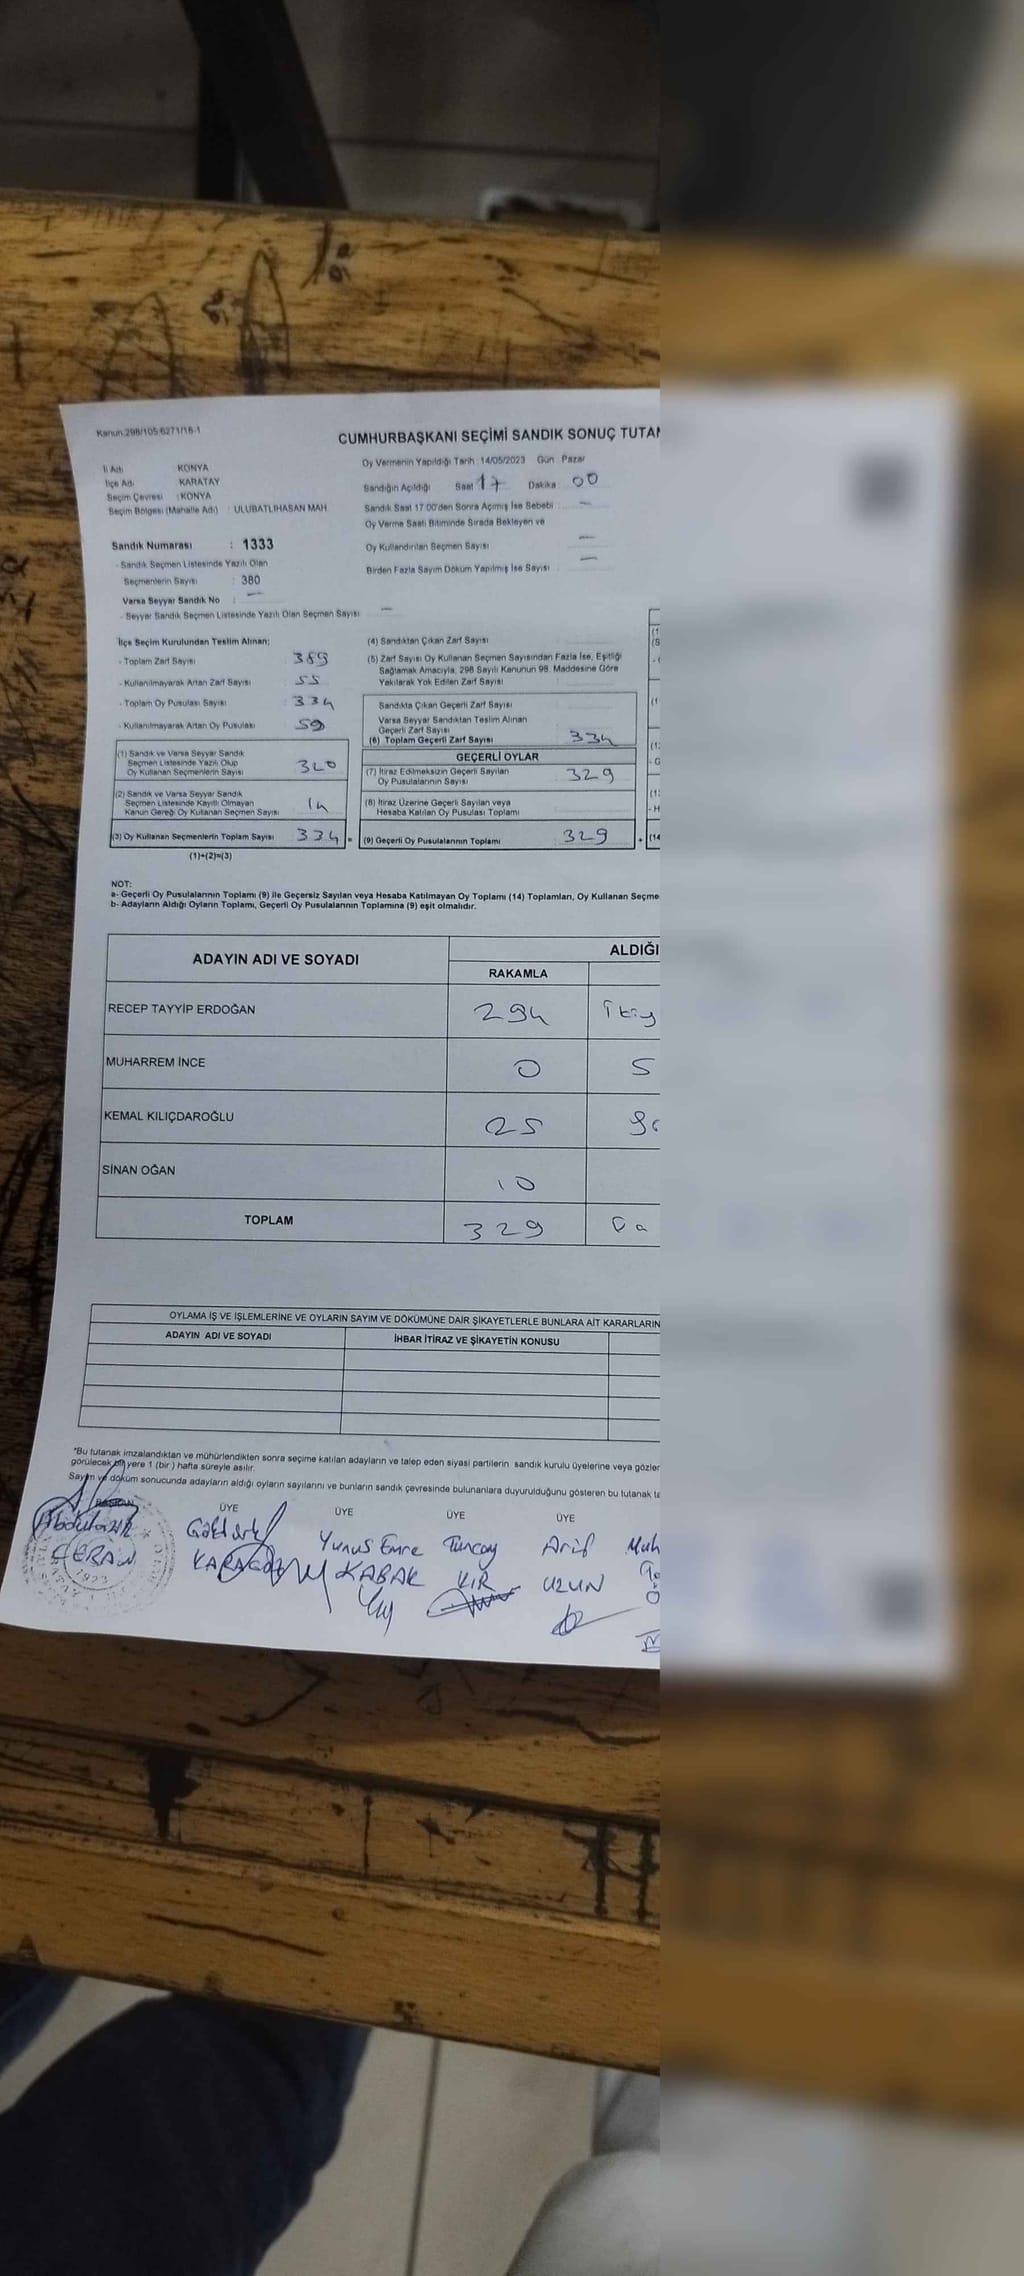 Kanun:298/105-6271/16-1
CUMHURBAŞKANI SEÇİMİ SANDIK SONUÇ TUTA
İl Adı KONYA
İlçe Adı KARATAY
Seçim Çevresi : KONYA
Seçim Bölgesi (Mahalle Adı) : ULUBATLIHASAN MAH.
Oy Vermenin Yapıldığı Tarih : 14/05/2023 Gün : Pazar
Sandığın Açıldığı Saat 17 Dakika : 00
Sandık Saat 17:00'den Sonra Açımış İse Sebebi : —
Oy Verme Saati Bitiminde Sırada Bekleyen ve
Oy Kullandırılan Seçmen Sayısı —
Birden Fazla Sayım Döküm Yapılmış İse Sayısı —
Sandık Numarası : 1333
- Sandık Seçmen Listesinde Yazılı Olan
Seçmenlerin Sayısı : 380
Varsa Seyyar Sandık No : —
- Seyyar Sandık Seçmen Listesinde Yazılı Olan Seçmen Sayısı —
İlçe Seçim Kurulundan Teslim Alınan;
- Toplam Zarf Sayısı 389
- Kullanılmayarak Artan Zarf Sayısı 55
- Toplam Oy Pusulası Sayısı 334
- Kullanılmayarak Artan Oy Pusulası 59
(4) Sandıktan Çıkan Zarf Sayısı
(5) Zarf Sayısı Oy Kullanan Seçmen Sayısından Fazla İse, Eşitliği
Sağlamak Amacıyla, 298 Sayılı Kanunun 98. Maddesine Göre
Yakılarak Yok Edilen Zarf Sayısı :
Sandıkta Çıkan Geçerli Zarf Sayısı
Varsa Seyyar Sandıktan Teslim Alınan
Geçerli Zarf Sayısı
(6) Toplam Geçerli Zarf Sayısı 334
(1) Sandık ve Varsa Seyyar Sandık
Seçmen Listesinde Yazılı Olup
Oy Kullanan Seçmenlerin Sayısı 320
(2) Sandık ve Varsa Seyyar Sandık
Seçmen Listesinde Kayıtlı Olmayan
Kanun Gereği Oy Kullanan Seçmen Sayısı 14
(3) Oy Kullanan Seçmenlerin Toplam Sayısı 334 =
(1)+(2)=(3)
GEÇERLİ OYLAR
(7) İtiraz Edilmeksizin Geçerli Sayılan
Oy Pusulalarının Sayısı 329
(8) İtiraz Üzerine Geçerli Sayılan veya
Hesaba Katılan Oy Pusulası Toplamı
(9) Geçerli Oy Pusulalarının Toplamı 329 +
NOT:
a- Geçerli Oy Pusulalarının Toplamı (9) ile Geçersiz Sayılan veya Hesaba Katılmayan Oy Toplamı (14) Toplamları, Oy Kullanan Seçme
b- Adayların Aldığı Oyların Toplamı, Geçerli Oy Pusulalarının Toplamına (9) eşit olmalıdır.
ADAYIN ADI VE SOYADI ALDIĞI
RAKAMLA
RECEP TAYYİP ERDOĞAN 294 İkiy
MUHARREM İNCE 0 S
KEMAL KILIÇDAROĞLU 25
SİNAN OĞAN 10
TOPLAM 329
OYLAMA İŞ VE İŞLEMLERİNE VE OYLARIN SAYIM VE DÖKÜMÜNE DAİR ŞİKAYETLERLE BUNLARA AİT KARARLARIN
ADAYIN ADI VE SOYADI İHBAR İTİRAZ VE ŞİKAYETİN KONUSU
*Bu tutanak imzalandıktan ve mühürlendikten sonra seçime katılan adayların ve talep eden siyasi partilerin sandık kurulu üyelerine veya gözler
görülecek bir yere 1 (bir ) hafta süreyle asılır.
Sayım ve döküm sonucunda adayların aldığı oyların sayılarını ve bunların sandık çevresinde bulunanlara duyurulduğunu gösteren bu tutanak ta
BAŞKAN ÜYE ÜYE ÜYE ÜYE
Abdulaziz Göktürk Yunus Emre Tuncay Arif Muh
CERAN KARAGÖZ KABAK KIR UZUN
1923